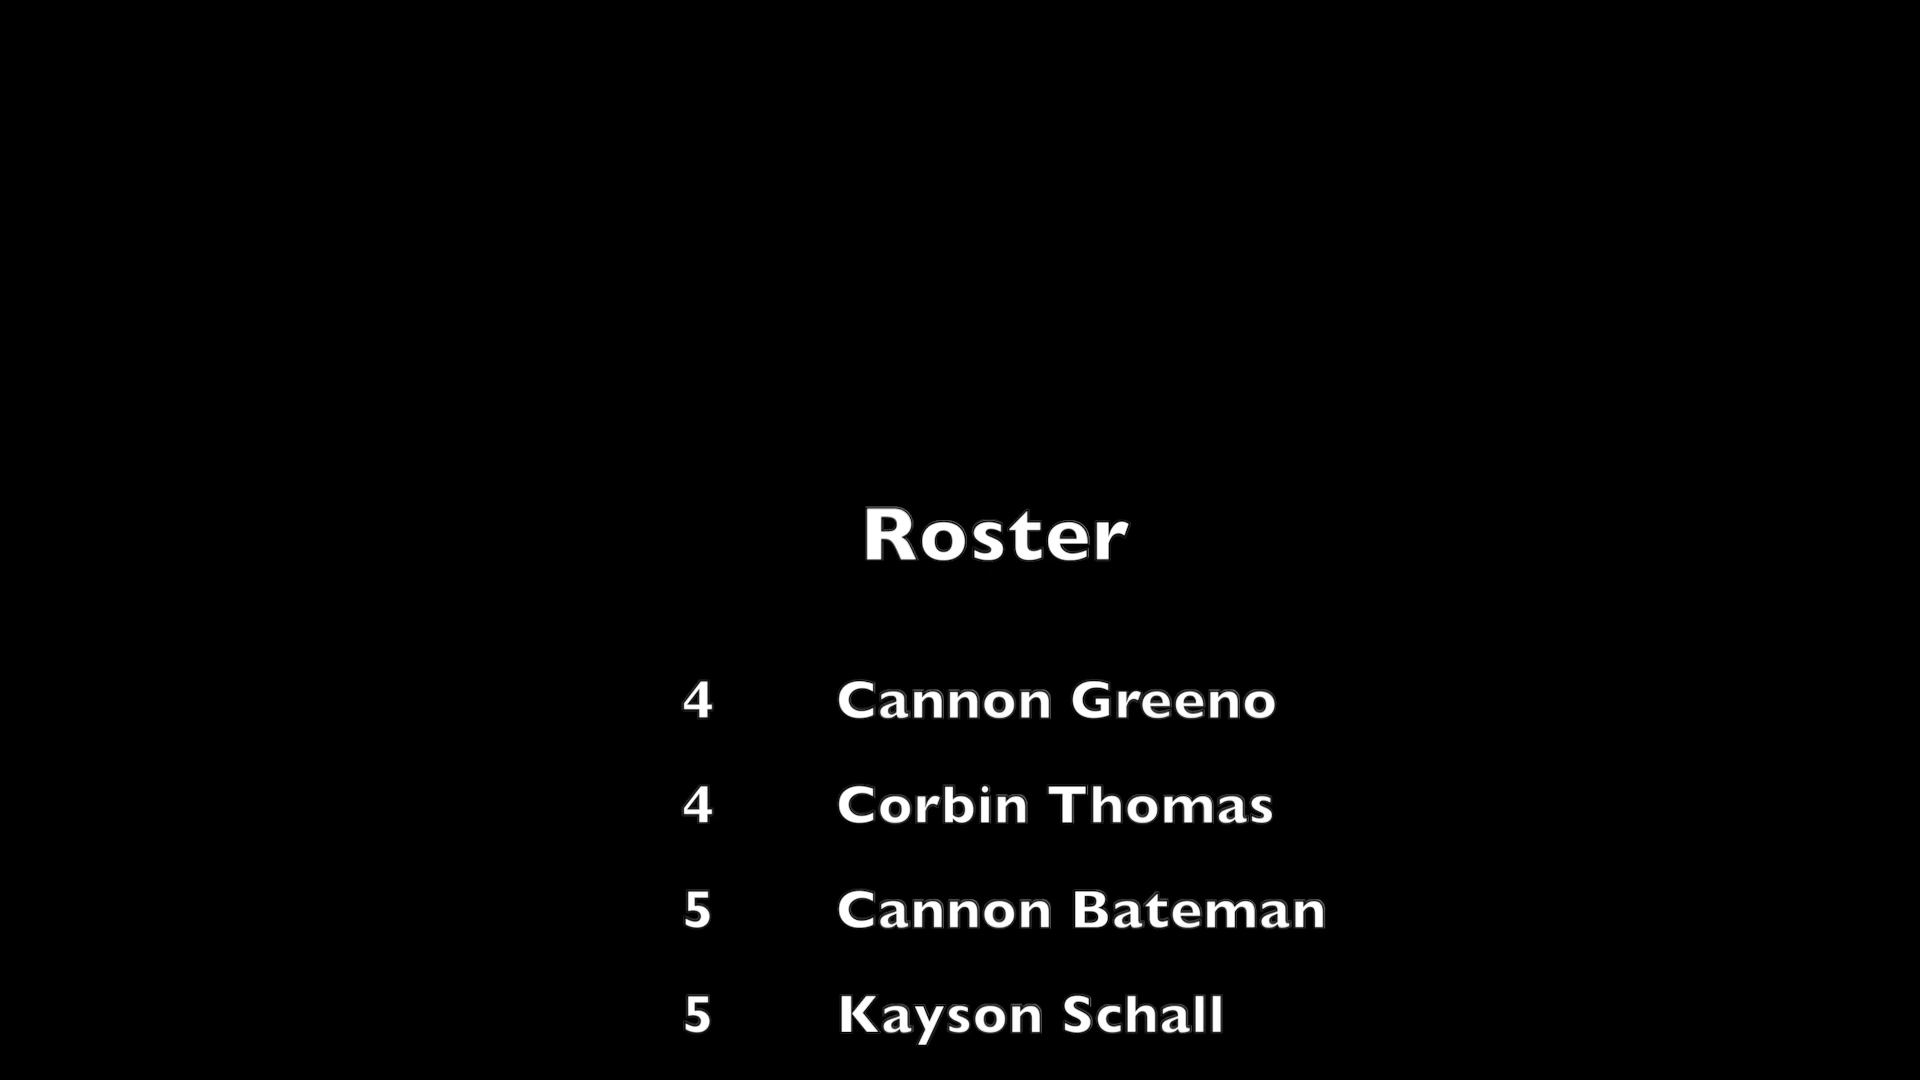 Roster
4 Cannon Greeno
4 Corbin Thomas
5 Cannon Bateman
5 Kayson Schall